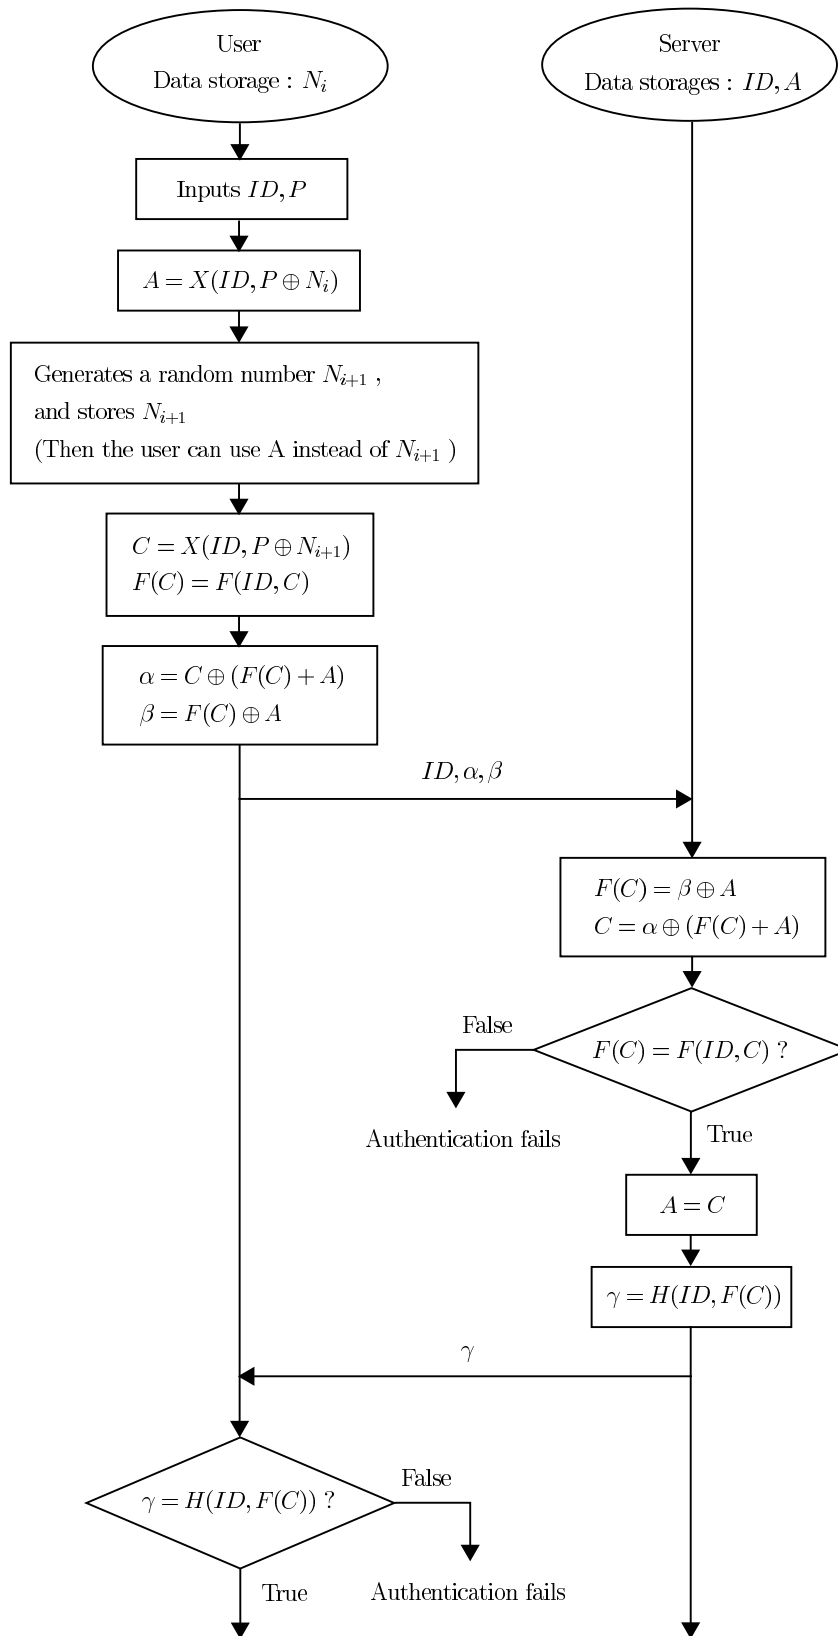 User
Data storage : N_i
Server
Data storages : ID, A
Inputs ID, P
A = X(ID, P ⊕ N_i)
Generates a random number N_{i+1} ,
and stores N_{i+1}
(Then the user can use A instead of N_{i+1} )
C = X(ID, P ⊕ N_{i+1})
F(C) = F(ID, C)
α = C ⊕ (F(C) + A)
β = F(C) ⊕ A
ID, α, β
F(C) = β ⊕ A
C = α ⊕ (F(C) + A)
F(C) = F(ID, C) ?
False
Authentication fails
True
A = C
γ = H(ID, F(C))
γ
γ = H(ID, F(C)) ?
False
Authentication fails
True